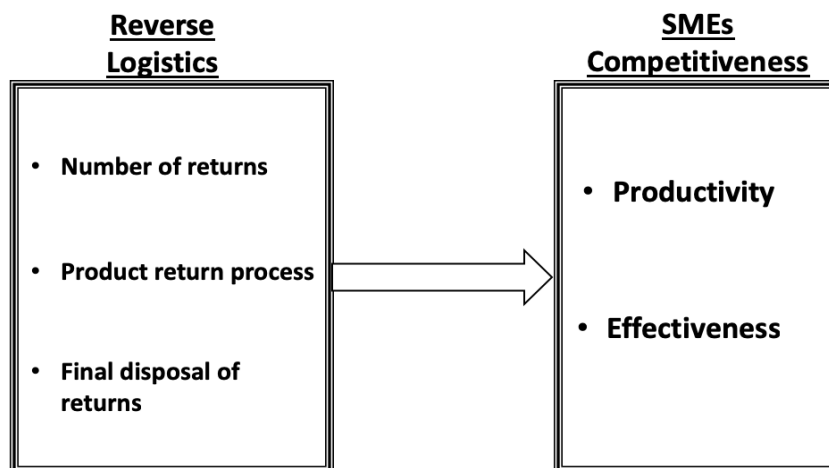 Reverse
Logistics
• Number of returns
• Product return process
• Final disposal of
returns
SMEs
Competitiveness
• Productivity
• Effectiveness